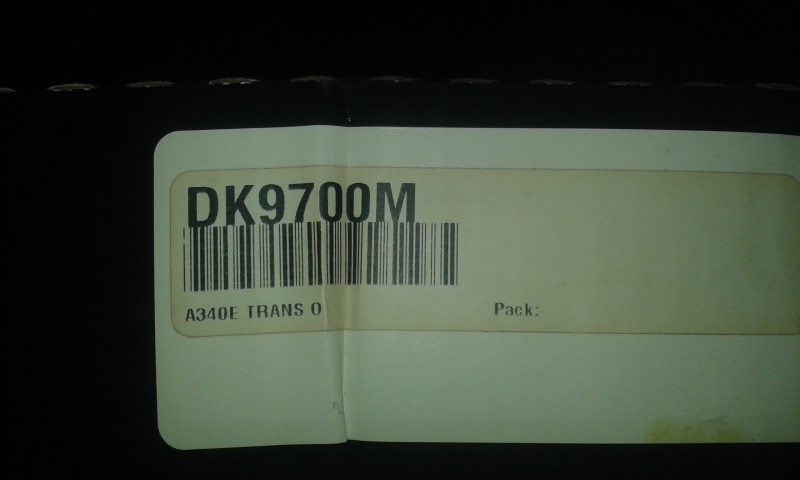 DK9700M
A340E TRANS O
Pack: